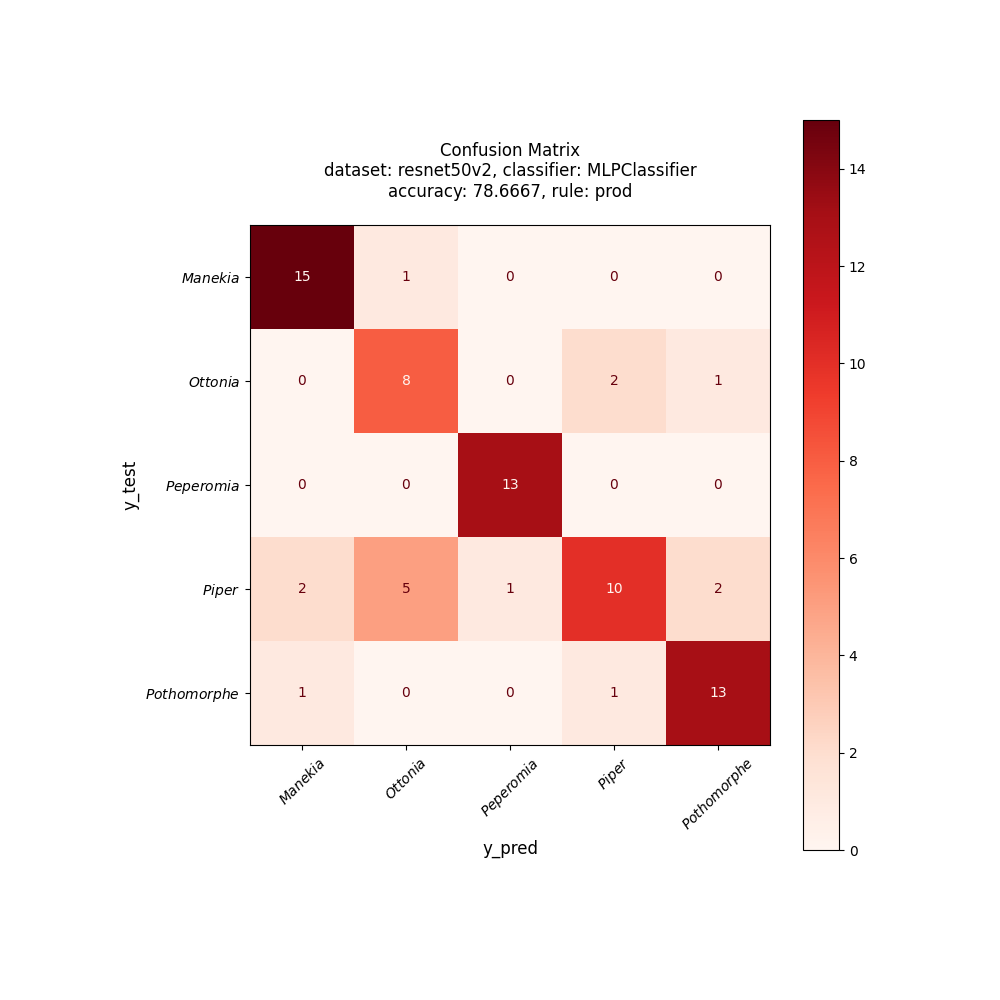 Confusion Matrix
dataset: resnet50v2, classifier: MLPClassifier
accuracy: 78.6667, rule: prod
Manekia 15 1 0 0 0
Ottonia 0 8 0 2 1
Peperomia 0 0 13 0 0
Piper 2 5 1 10 2
Pothomorphe 1 0 0 1 13
y_test
Manekia Ottonia Peperomia Piper Pothomorphe
y_pred
14
12
10
8
6
4
2
0